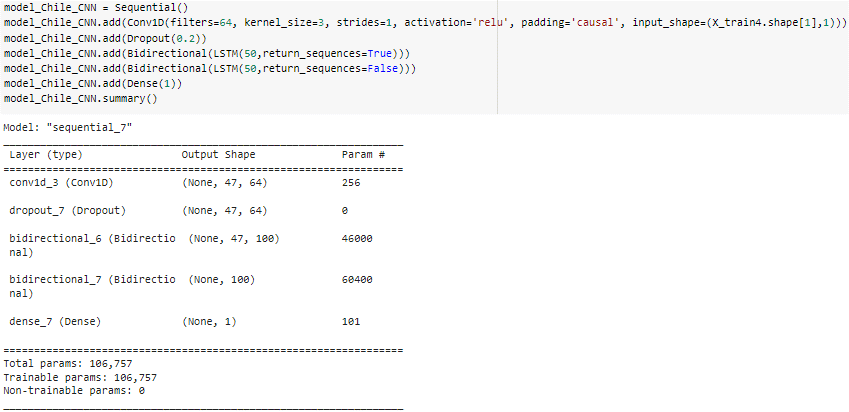 model_Chile_CNN = Sequential()
model_Chile_CNN.add(Conv1D(filters=64, kernel_size=3, strides=1, activation='relu', padding='causal', input_shape=(X_train4.shape[1],1)))
model_Chile_CNN.add(Dropout(0.2))
model_Chile_CNN.add(Bidirectional(LSTM(50,return_sequences=True)))
model_Chile_CNN.add(Bidirectional(LSTM(50,return_sequences=False)))
model_Chile_CNN.add(Dense(1))
model_Chile_CNN.summary()
Model: "sequential_7"
_________________________________________________________________
Layer (type) Output Shape Param #
=================================================================
conv1d_3 (Conv1D) (None, 47, 64) 256
dropout_7 (Dropout) (None, 47, 64) 0
bidirectional_6 (Bidirectio (None, 47, 100) 46000
nal)
bidirectional_7 (Bidirectio (None, 100) 60400
nal)
dense_7 (Dense) (None, 1) 101
=================================================================
Total params: 106,757
Trainable params: 106,757
Non-trainable params: 0
_________________________________________________________________